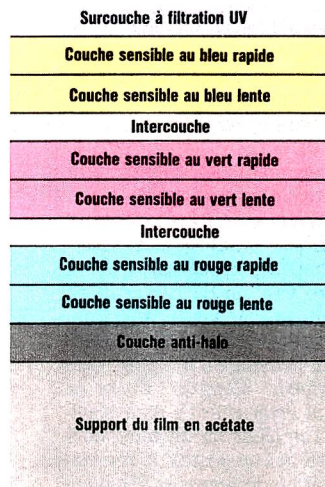 Surcouche à filtration UV
Couche sensible au bleu rapide
Couche sensible au bleu lente
Intercouche
Couche sensible au vert rapide
Couche sensible au vert lente
Intercouche
Couche sensible au rouge rapide
Couche sensible au rouge lente
Couche anti-halo
Support du film en acétate